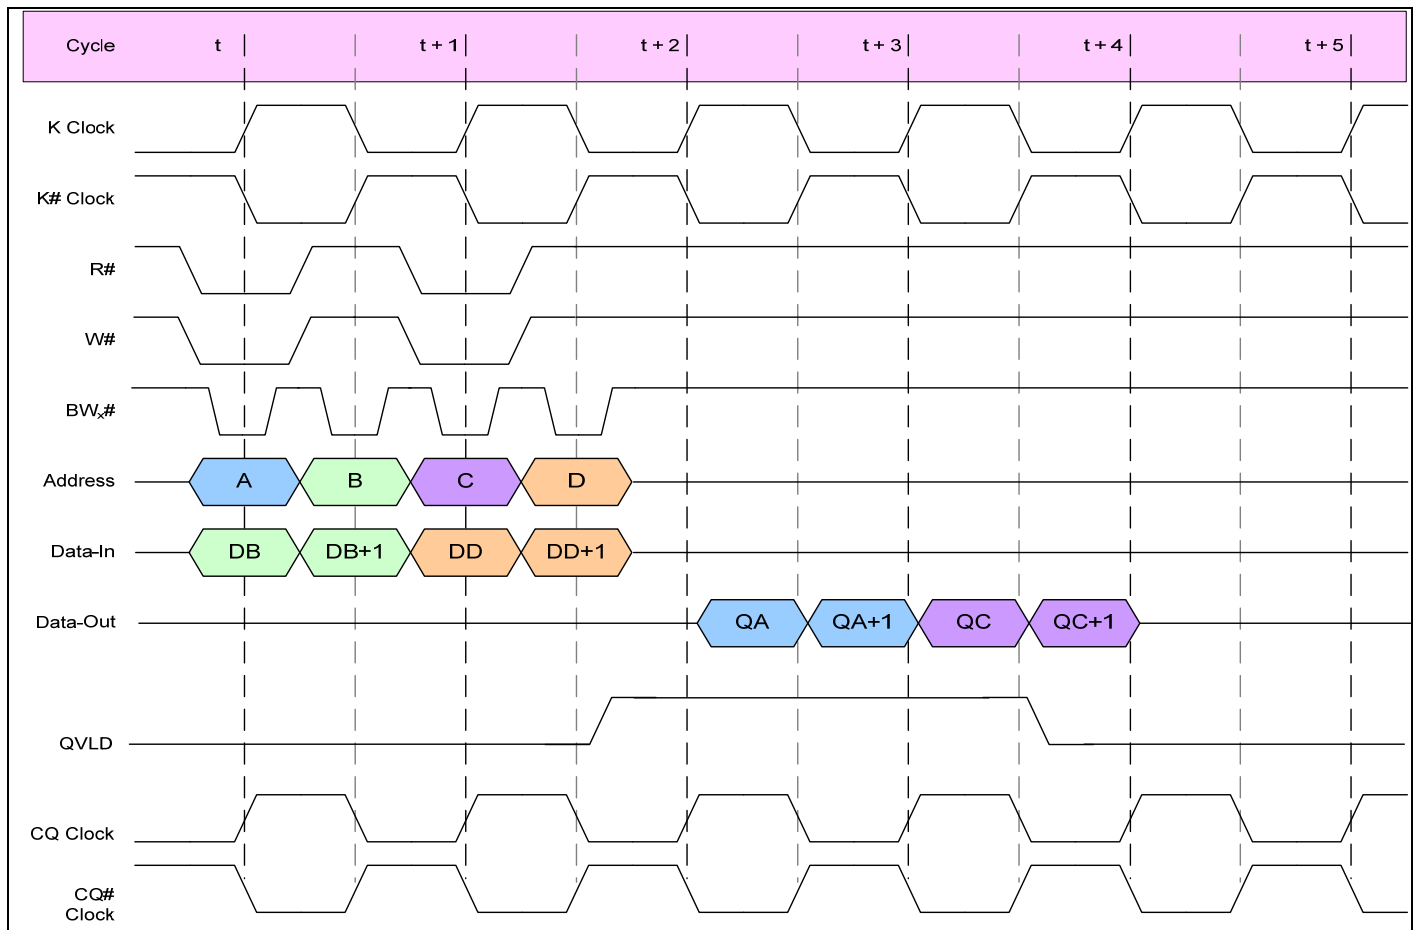 Cycle t t + 1 t + 2 t + 3 t + 4 t + 5
K Clock
K# Clock
R#
W#
BWx#
Address A B C D
Data-In DB DB+1 DD DD+1
Data-Out QA QA+1 QC QC+1
QVLD
CQ Clock
CQ#
Clock